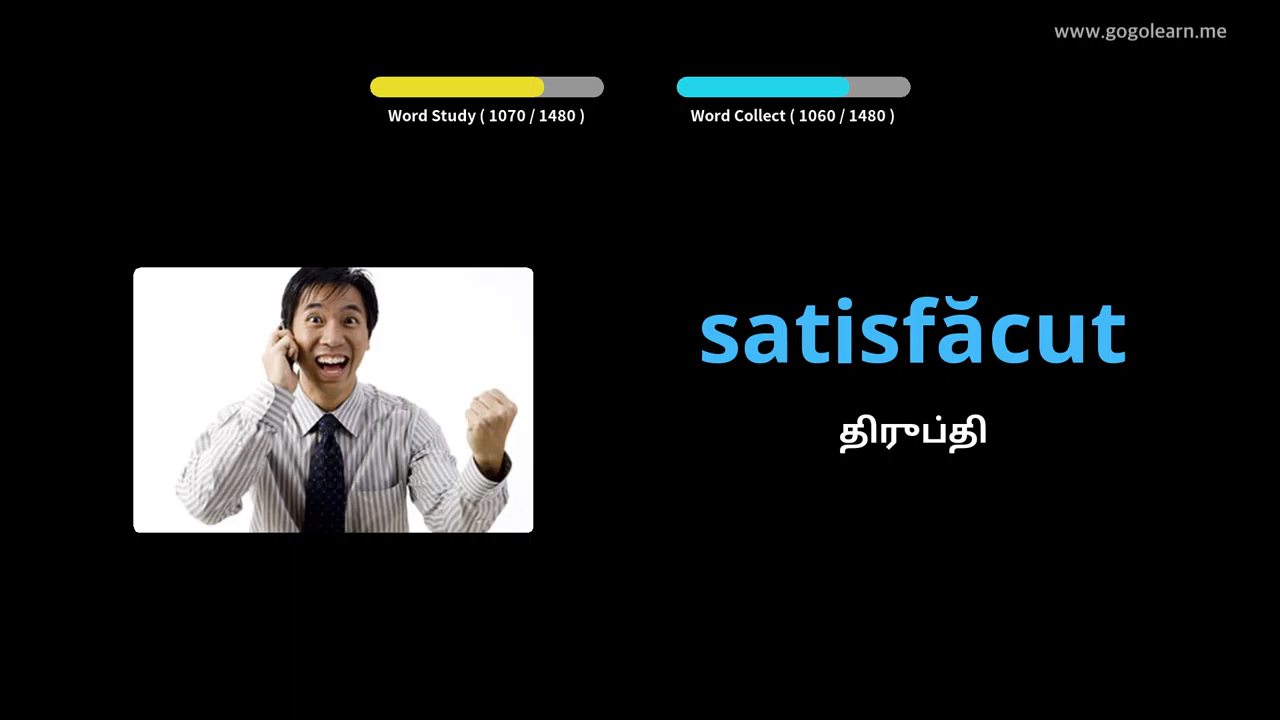 www.gogolearn.me
Word Study ( 1070 / 1480 )
Word Collect ( 1060 / 1480 )
satisfăcut
திருப்தி